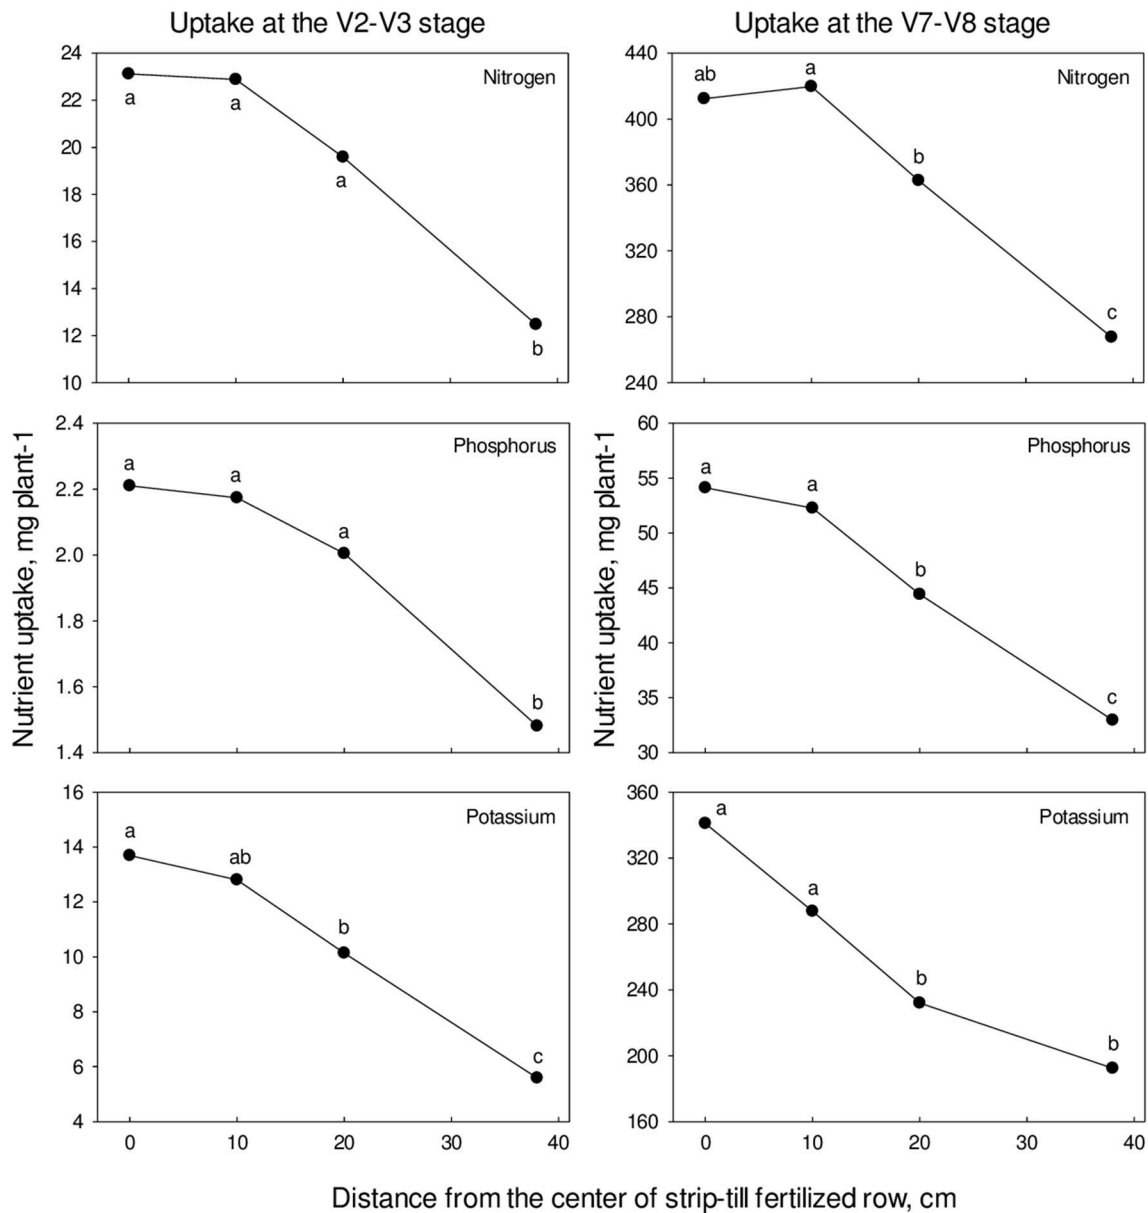 Uptake at the V2-V3 stage
24
22
20
18
16
14
12
10
Nitrogen
a
a
a
b
Uptake at the V7-V8 stage
440
400
360
320
280
240
Nitrogen
ab
a
b
c
Nutrient uptake, mg plant-1
2.4
2.2
2.0
1.8
1.6
1.4
Phosphorus
a
a
a
b
Nutrient uptake, mg plant-1
60
55
50
45
40
35
30
Phosphorus
a
a
b
c
16
14
12
10
8
6
4
Potassium
a
ab
b
c
0 10 20 30 40
360
320
280
240
200
160
Potassium
a
a
b
b
0 10 20 30 40
Distance from the center of strip-till fertilized row, cm